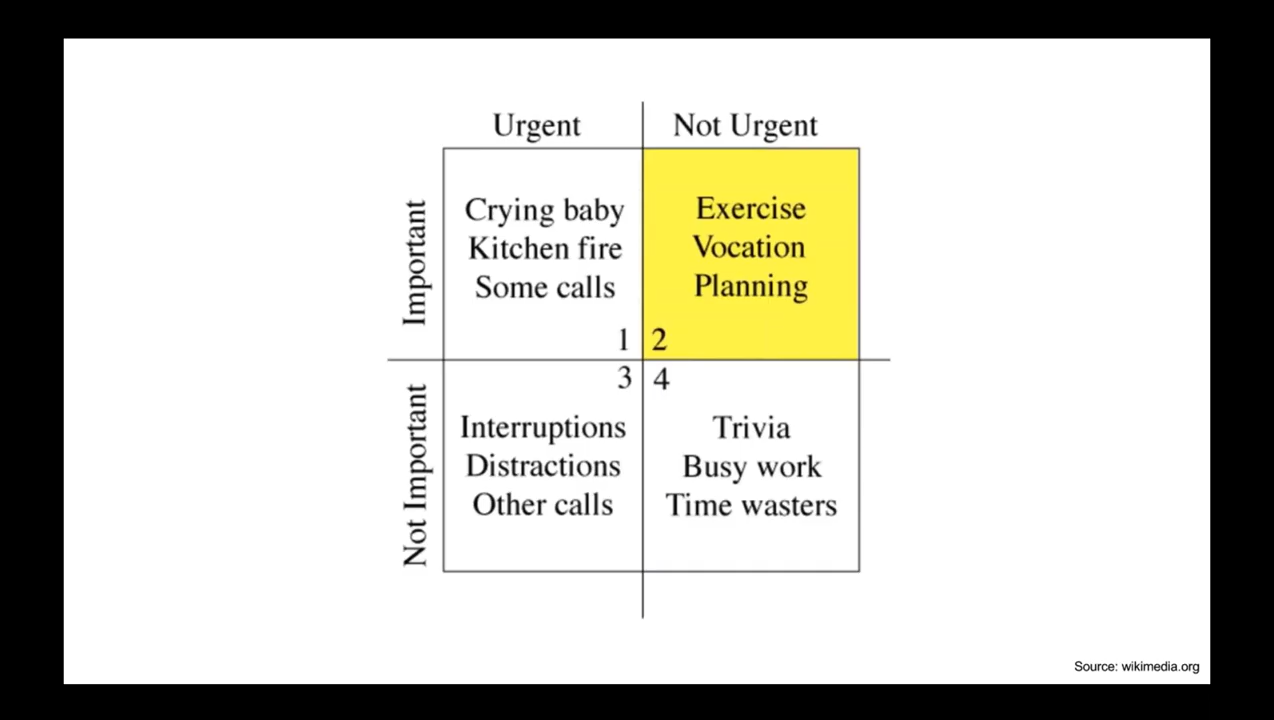 Urgent
Not Urgent
Important
Crying baby
Kitchen fire
Some calls
1
Exercise
Vocation
Planning
2
Not Important
3
Interruptions
Distractions
Other calls
4
Trivia
Busy work
Time wasters
Source: wikimedia.org